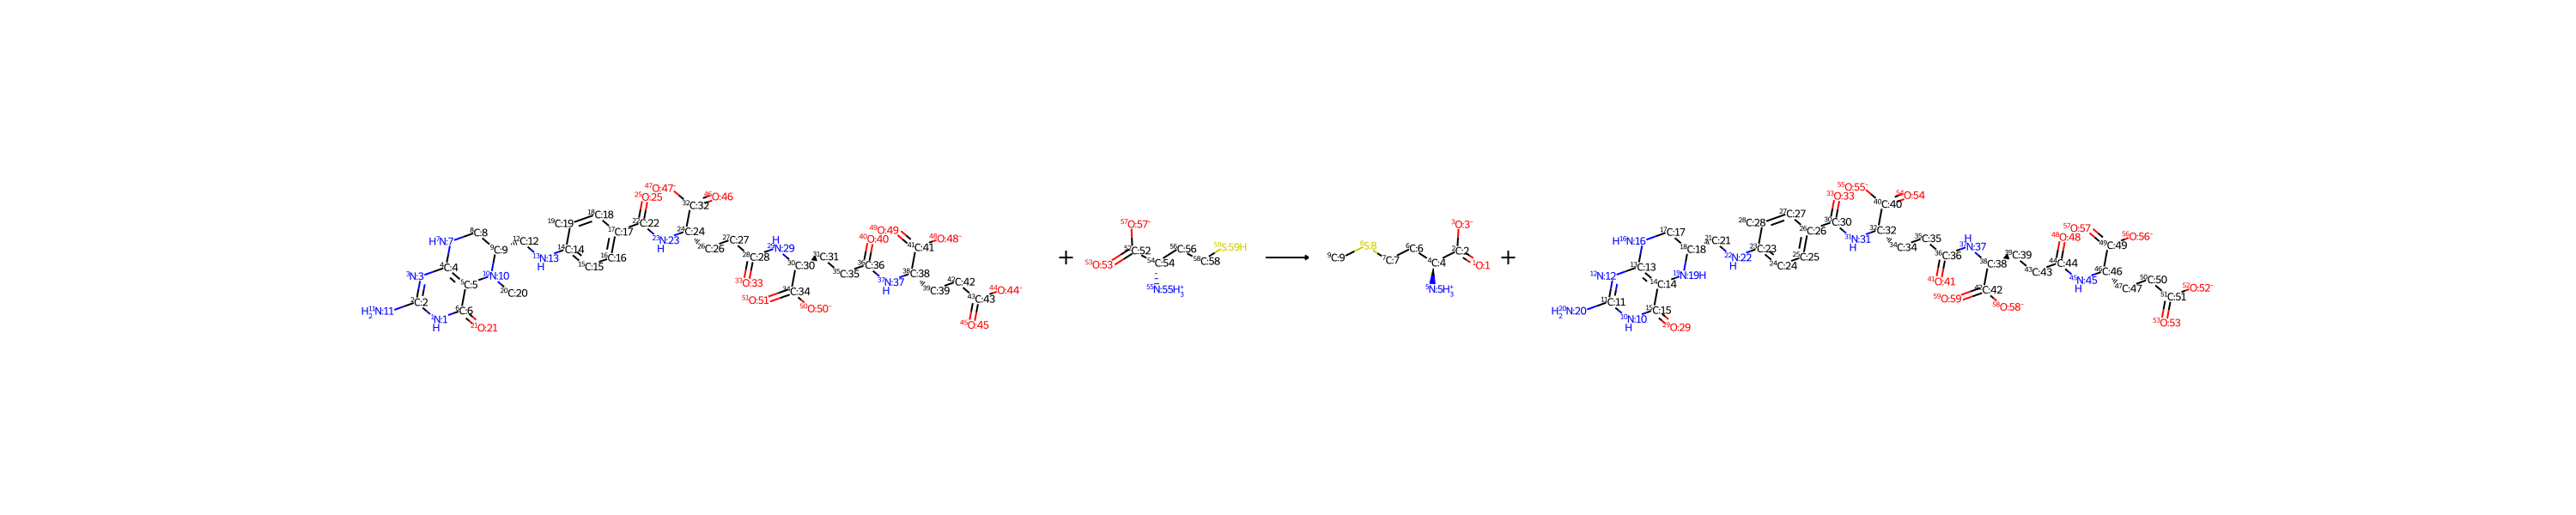 ⁴⁷O:47⁻
⁴⁶O:46
²⁵O:25
³²C:32
¹⁸C:18
¹⁹C:19
²²C:22
²⁴C:24
¹⁷C:17
²³N:23
H
⁸C:8
H⁷N:7
⁹C:9
¹²C:12
¹³N:13
H
¹⁴C:14
¹⁵C:15
¹⁶C:16
²⁶C:26
²⁷C:27
²⁸C:28
H
²⁹N:29
³³O:33
³⁰C:30
³¹C:31
³⁵C:35
³⁶C:36
⁴⁰O:40
⁴⁹O:49
⁴¹C:41
⁴⁸O:48⁻
³⁷N:37
H
³⁸C:38
³⁹C:39
⁴²C:42
⁴³C:43
⁴⁴O:44⁻
⁴⁵O:45
³⁴C:34
⁵¹O:51
⁵⁰O:50⁻
³N:3
⁴C:4
⁵C:5
¹⁰N:10
²⁰C:20
²C:2
H₂¹¹N:11
¹N:1
H
⁶C:6
²¹O:21
+
⁵⁷O:57⁻
⁵²C:52
⁵³O:53
⁵⁴C:54
⁵⁶C:56
⁵⁸C:58
⁵⁹S:59H
⁵⁵N:55H₃⁺
⁹C:9
⁸S:8
⁷C:7
⁶C:6
³O:3⁻
²C:2
⁴C:4
¹O:1
⁵N:5H₃⁺
+
⁵⁵O:55⁻
⁵⁴O:54
³³O:33
⁴⁰C:40
²⁷C:27
²⁸C:28
³⁰C:30
³²C:32
²⁶C:26
³¹N:31
H
¹⁷C:17
H¹⁶N:16
¹⁸C:18
²¹C:21
²²N:22
H
²³C:23
²⁴C:24
²⁵C:25
³⁴C:34
³⁵C:35
³⁶C:36
H
³⁷N:37
⁴¹O:41
³⁸C:38
³⁹C:39
⁴³C:43
⁴⁴C:44
⁴⁸O:48
⁵⁷O:57
⁴⁹C:49
⁵⁶O:56⁻
⁴⁵N:45
H
⁴⁶C:46
⁴⁷C:47
⁵⁰C:50
⁵¹C:51
⁵²O:52⁻
⁵³O:53
⁴²C:42
⁵⁹O:59
⁵⁸O:58⁻
¹²N:12
¹³C:13
¹⁴C:14
¹⁹N:19H
¹¹C:11
H₂²⁰N:20
¹⁰N:10
H
¹⁵C:15
²⁹O:29